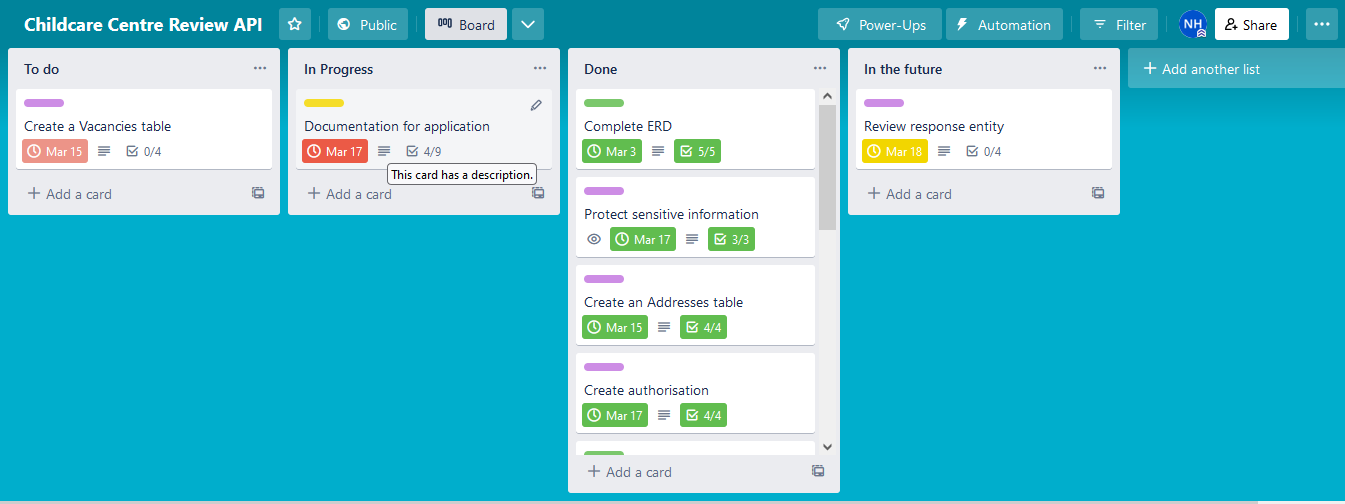 Childcare Centre Review API
Public
Board
Power-Ups
Automation
Filter
NH
Share
To do
Create a Vacancies table
Mar 15
0/4
Add a card
In Progress
Documentation for application
Mar 17
4/9
This card has a description.
Add a card
Done
Complete ERD
Mar 3
5/5
Protect sensitive information
Mar 17
3/3
Create an Addresses table
Mar 15
4/4
Create authorisation
Mar 17
4/4
Add a card
In the future
Review response entity
Mar 18
0/4
Add a card
Add another list